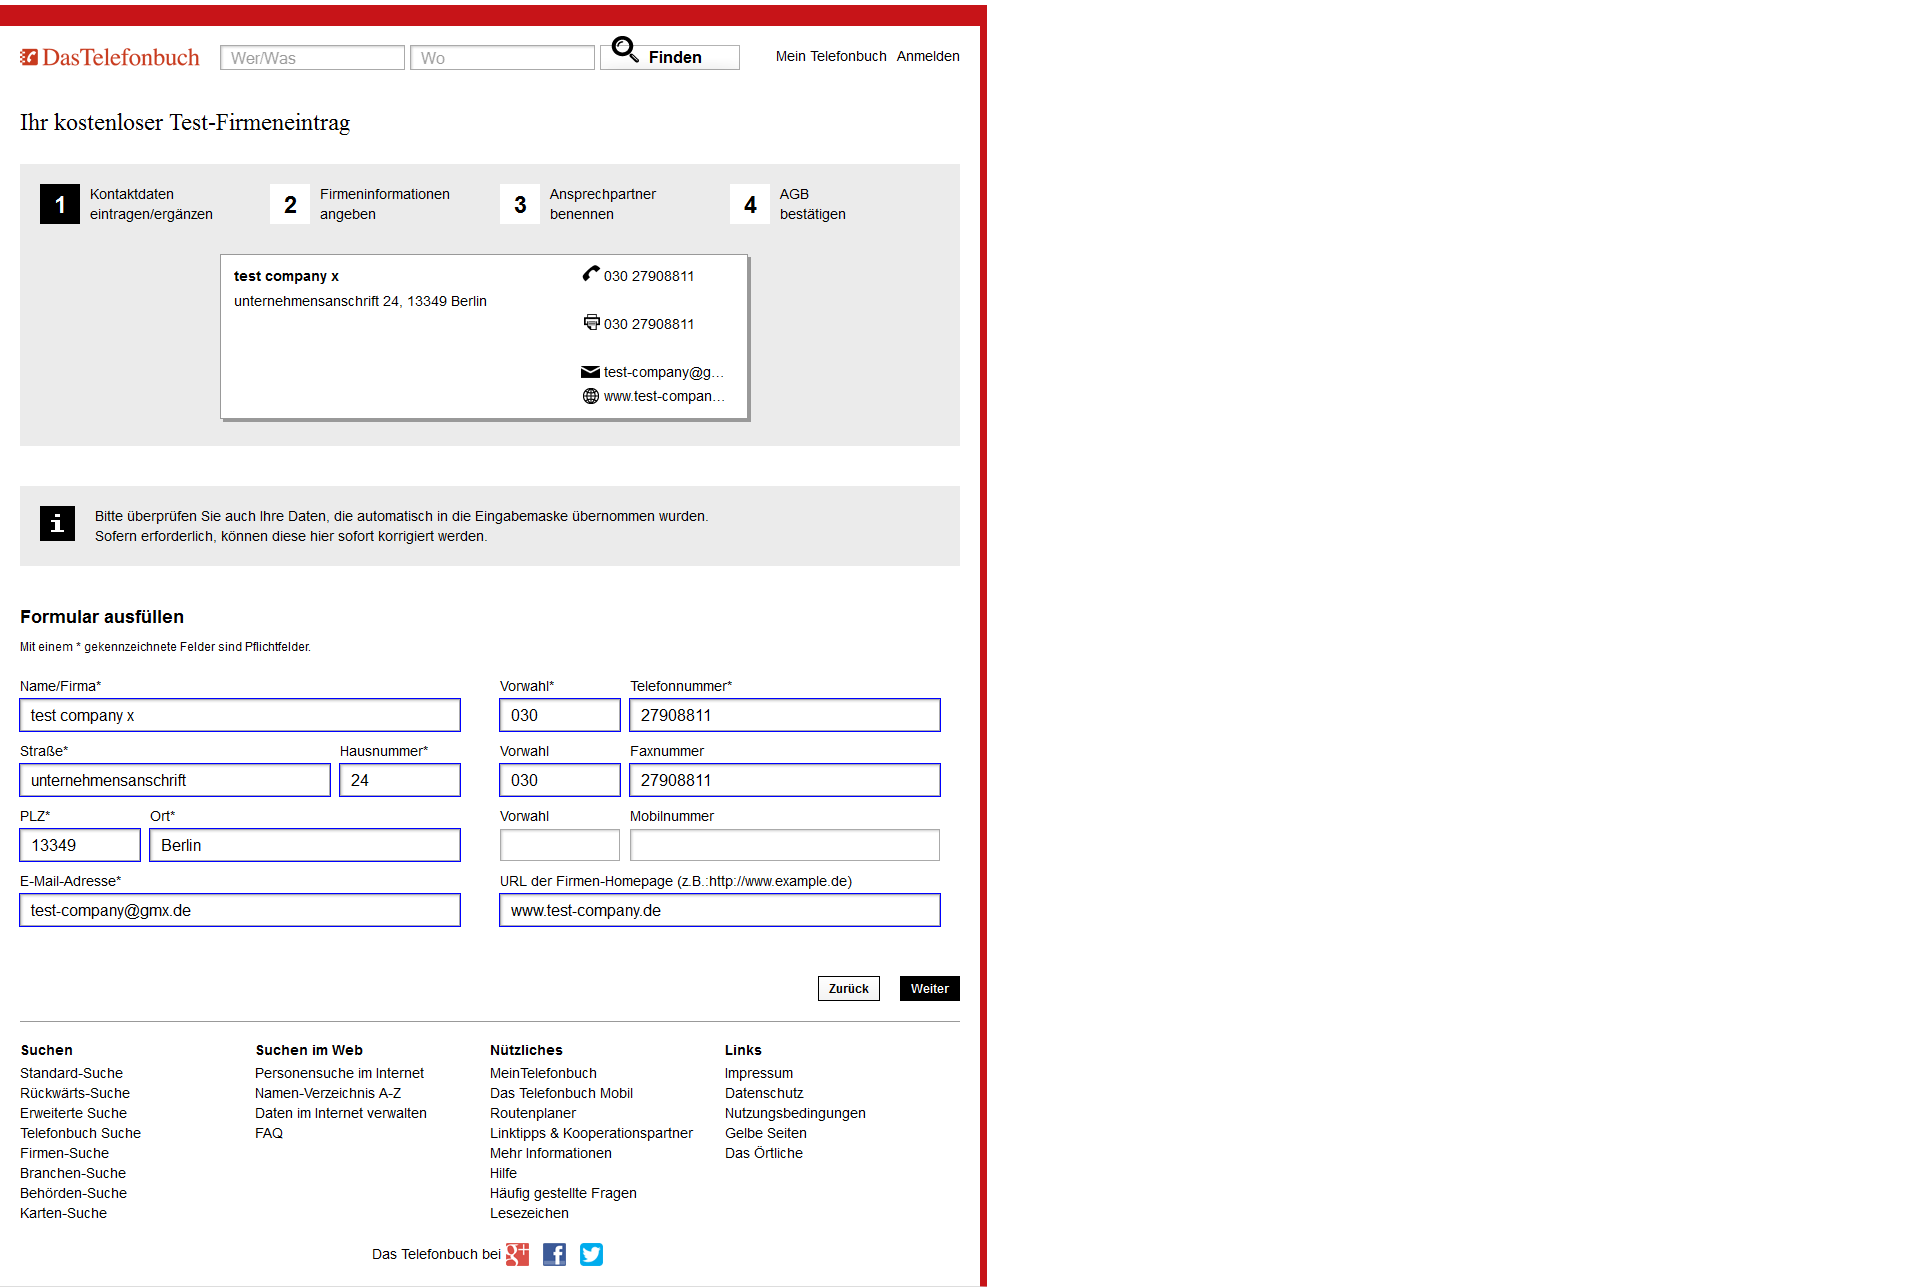 DasTelefonbuch Wer/Was Wo Finden Mein Telefonbuch Anmelden
Ihr kostenloser Test-Firmeneintrag
1 Kontaktdaten eintragen/ergänzen
2 Firmeninformationen angeben
3 Ansprechpartner benennen
4 AGB bestätigen
test company x
unternehmensanschrift 24, 13349 Berlin
030 27908811
030 27908811
test-company@g...
www.test-compan...
i
Bitte überprüfen Sie auch Ihre Daten, die automatisch in die Eingabemaske übernommen wurden.
Sofern erforderlich, können diese hier sofort korrigiert werden.
Formular ausfüllen
Mit einem * gekennzeichnete Felder sind Pflichtfelder.
Name/Firma* Vorwahl* Telefonnummer*
test company x 030 27908811
Straße* Hausnummer* Vorwahl Faxnummer
unternehmensanschrift 24 030 27908811
PLZ* Ort* Vorwahl Mobilnummer
13349 Berlin
E-Mail-Adresse* URL der Firmen-Homepage (z.B.:http://www.example.de)
test-company@gmx.de www.test-company.de
Zurück Weiter
Suchen
Standard-Suche
Rückwärts-Suche
Erweiterte Suche
Telefonbuch Suche
Firmen-Suche
Branchen-Suche
Behörden-Suche
Karten-Suche
Suchen im Web
Personensuche im Internet
Namen-Verzeichnis A-Z
Daten im Internet verwalten
FAQ
Nützliches
MeinTelefonbuch
Das Telefonbuch Mobil
Routenplaner
Linktipps & Kooperationspartner
Mehr Informationen
Hilfe
Häufig gestellte Fragen
Lesezeichen
Links
Impressum
Datenschutz
Nutzungsbedingungen
Gelbe Seiten
Das Örtliche
Das Telefonbuch bei g+ f